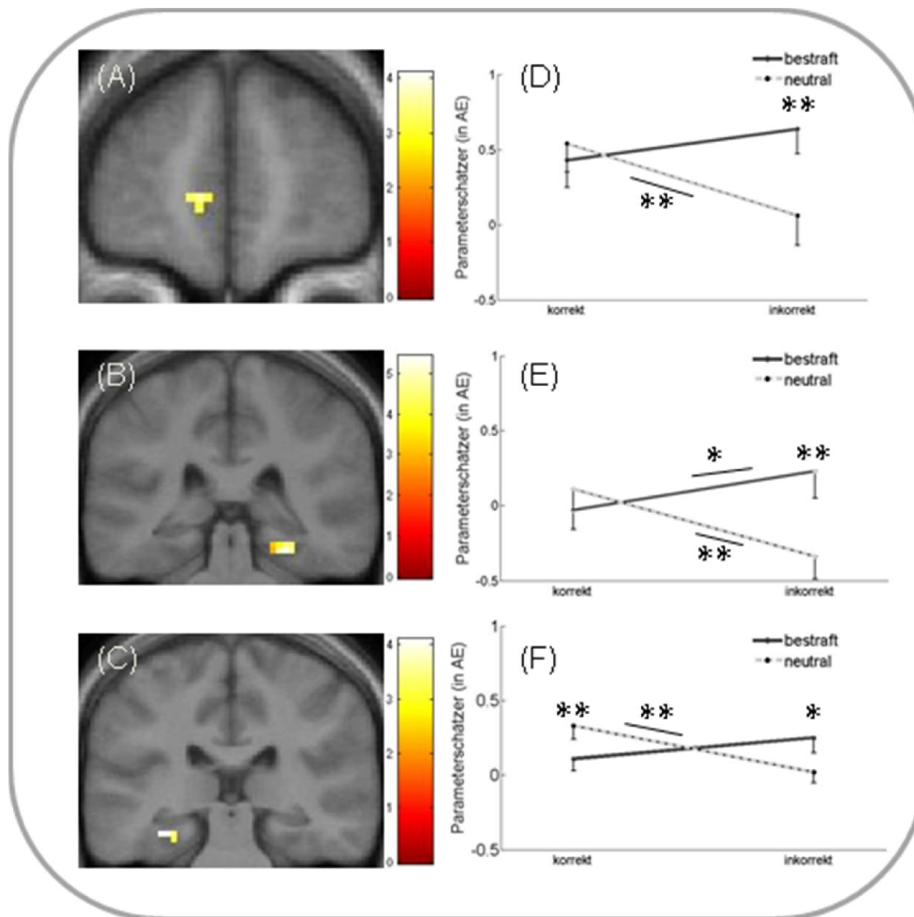 (A)
4
3
2
1
0
(D)
bestraft
neutral
**
**
Parameterschätzer (in AE)
1
0.5
0
-0.5
korrekt
inkorrekt
(B)
5
4
3
2
1
0
(E)
bestraft
neutral
*
**
**
Parameterschätzer (in AE)
1
0.5
0
-0.5
korrekt
inkorrekt
(C)
4
3
2
1
0
(F)
bestraft
neutral
**
**
*
Parameterschätzer (in AE)
1
0.5
0
-0.5
korrekt
inkorrekt